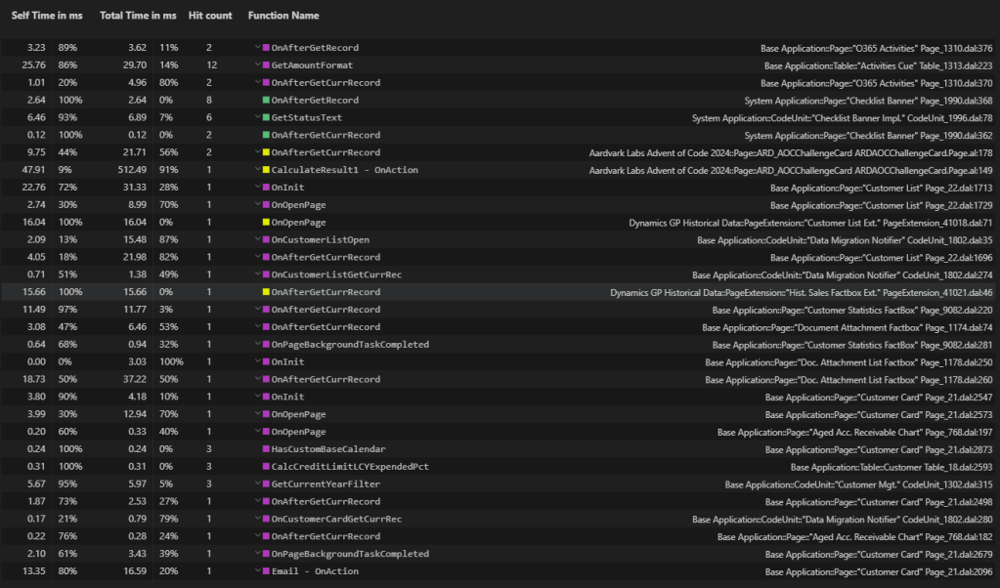 Self Time in ms Total Time in ms Hit count Function Name
3.23 89% 3.62 11% 2 OnAfterGetRecord Base Application::Page::"O365 Activities" Page_1310.dal:376
25.76 86% 29.70 14% 12 GetAmountFormat Base Application::Table::"Activities Cue" Table_1313.dal:223
1.01 20% 4.96 80% 2 OnAfterGetCurrRecord Base Application::Page::"O365 Activities" Page_1310.dal:370
2.64 100% 2.64 0% 8 OnAfterGetRecord System Application::Page::"Checklist Banner" Page_1990.dal:368
6.46 93% 6.89 7% 6 GetStatusText System Application::CodeUnit::"Checklist Banner Impl." CodeUnit_1996.dal:78
0.12 100% 0.12 0% 2 OnAfterGetCurrRecord System Application::Page::"Checklist Banner" Page_1990.dal:362
9.75 44% 21.71 56% 2 OnAfterGetCurrRecord Aardvark Labs Advent of Code 2024::Page::ARD_AOCChallengeCard ARDAOCChallengeCard.Page.al:178
47.91 9% 512.49 91% 1 CalculateResult1 - OnAction Aardvark Labs Advent of Code 2024::Page::ARD_AOCChallengeCard ARDAOCChallengeCard.Page.al:149
22.76 72% 31.33 28% 1 OnInit Base Application::Page::"Customer List" Page_22.dal:1713
2.74 30% 8.99 70% 1 OnOpenPage Base Application::Page::"Customer List" Page_22.dal:1729
16.04 100% 16.04 0% 1 OnOpenPage Dynamics GP Historical Data::PageExtension::"Customer List Ext." PageExtension_41018.dal:71
2.09 13% 15.48 87% 1 OnCustomerListOpen Base Application::CodeUnit::"Data Migration Notifier" CodeUnit_1802.dal:35
4.05 18% 21.98 82% 1 OnAfterGetCurrRecord Base Application::Page::"Customer List" Page_22.dal:1696
0.71 51% 1.38 49% 1 OnCustomerListGetCurrRec Base Application::CodeUnit::"Data Migration Notifier" CodeUnit_1802.dal:274
15.66 100% 15.66 0% 1 OnAfterGetCurrRecord Dynamics GP Historical Data::PageExtension::"Hist. Sales Factbox Ext." PageExtension_41021.dal:46
11.49 97% 11.77 3% 1 OnAfterGetCurrRecord Base Application::Page::"Customer Statistics FactBox" Page_9082.dal:220
3.08 47% 6.46 53% 1 OnAfterGetCurrRecord Base Application::Page::"Document Attachment Factbox" Page_1174.dal:74
0.64 68% 0.94 32% 1 OnPageBackgroundTaskCompleted Base Application::Page::"Customer Statistics FactBox" Page_9082.dal:281
0.00 0% 3.03 100% 1 OnInit Base Application::Page::"Doc. Attachment List Factbox" Page_1178.dal:250
18.73 50% 37.22 50% 1 OnAfterGetCurrRecord Base Application::Page::"Doc. Attachment List Factbox" Page_1178.dal:260
3.80 90% 4.18 10% 1 OnInit Base Application::Page::"Customer Card" Page_21.dal:2547
3.99 30% 12.94 70% 1 OnOpenPage Base Application::Page::"Customer Card" Page_21.dal:2573
0.20 60% 0.33 40% 1 OnOpenPage Base Application::Page::"Aged Acc. Receivable Chart" Page_768.dal:197
0.24 100% 0.24 0% 3 HasCustomBaseCalendar Base Application::Page::"Customer Card" Page_21.dal:2873
0.31 100% 0.31 0% 3 CalcCreditLimitLCYExpendedPct Base Application::Table::Customer Table_18.dal:2593
5.67 95% 5.97 5% 3 GetCurrentYearFilter Base Application::CodeUnit::"Customer Mgt." CodeUnit_1302.dal:315
1.87 73% 2.53 27% 1 OnAfterGetCurrRecord Base Application::Page::"Customer Card" Page_21.dal:2498
0.17 21% 0.79 79% 1 OnCustomerCardGetCurrRec Base Application::CodeUnit::"Data Migration Notifier" CodeUnit_1802.dal:280
0.22 76% 0.28 24% 1 OnAfterGetCurrRecord Base Application::Page::"Aged Acc. Receivable Chart" Page_768.dal:182
2.10 61% 3.43 39% 1 OnPageBackgroundTaskCompleted Base Application::Page::"Customer Card" Page_21.dal:2679
13.35 80% 16.59 20% 1 Email - OnAction Base Application::Page::"Customer Card" Page_21.dal:2096